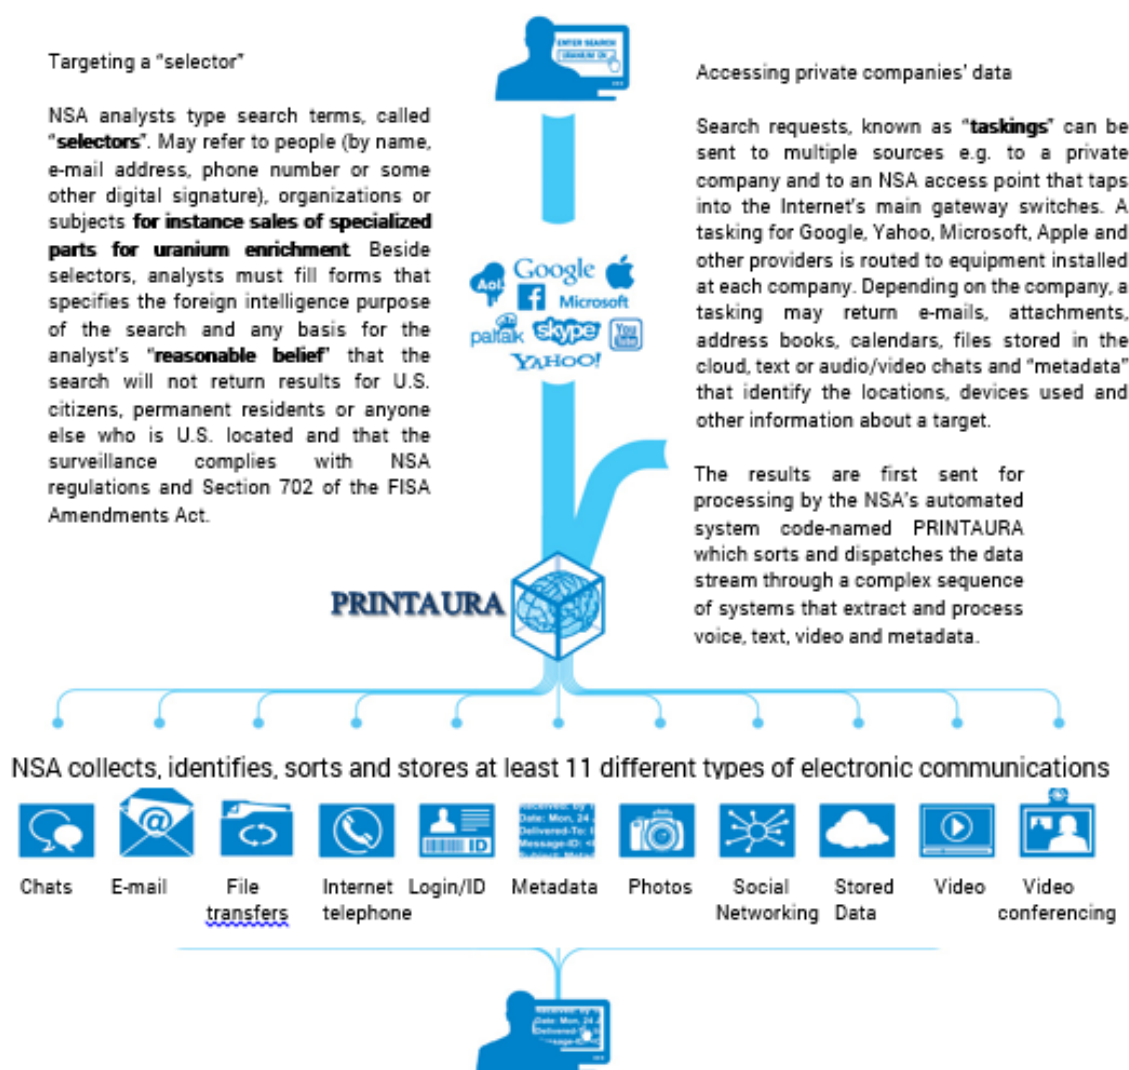 ENTER SEARCH
URANIUM EN
Targeting a “selector”
NSA analysts type search terms, called
“selectors”. May refer to people (by name,
e-mail address, phone number or some
other digital signature), organizations or
subjects for instance sales of specialized
parts for uranium enrichment. Beside
selectors, analysts must fill forms that
specifies the foreign intelligence purpose
of the search and any basis for the
analyst’s “reasonable belief” that the
search will not return results for U.S.
citizens, permanent residents or anyone
else who is U.S. located and that the
surveillance complies with NSA
regulations and Section 702 of the FISA
Amendments Act.
Accessing private companies’ data
Search requests, known as “taskings” can be
sent to multiple sources e.g. to a private
company and to an NSA access point that taps
into the Internet’s main gateway switches. A
tasking for Google, Yahoo, Microsoft, Apple and
other providers is routed to equipment installed
at each company. Depending on the company, a
tasking may return e-mails, attachments,
address books, calendars, files stored in the
cloud, text or audio/video chats and “metadata”
that identify the locations, devices used and
other information about a target.
The results are first sent for
processing by the NSA’s automated
system code-named PRINTAURA
which sorts and dispatches the data
stream through a complex sequence
of systems that extract and process
voice, text, video and metadata.
Aol.
Google
f
Microsoft
paltalk
skype
You
Tube
YAHOO!
PRINTAURA
NSA collects, identifies, sorts and stores at least 11 different types of electronic communications
@
ID
Received: by
Date: Mon, 24
Delivered-To:
Message-ID: <
Subject:
Chats
E-mail
File
transfers
Internet
telephone
Login/ID
Metadata
Photos
Social
Networking
Stored
Data
Video
Video
conferencing
Received: by
Date: Mon, 24
Delivered-